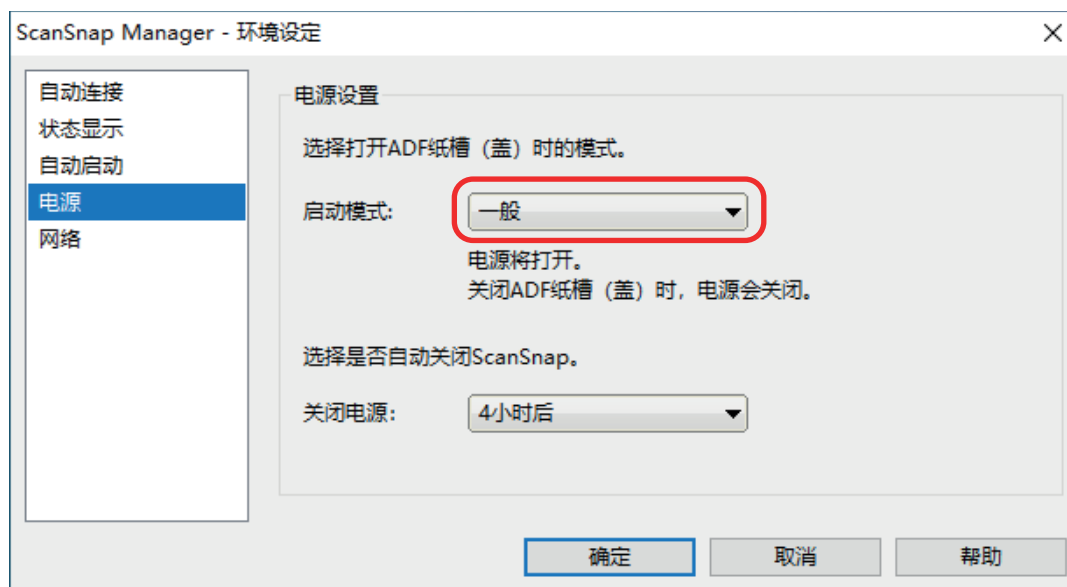 ScanSnap Manager - 环境设定
自动连接
状态显示
自动启动
电源
网络
电源设置
选择打开ADF纸槽（盖）时的模式。
启动模式: 一般
电源将打开。
关闭ADF纸槽（盖）时，电源会关闭。
选择是否自动关闭ScanSnap。
关闭电源: 4小时后
确定 取消 帮助